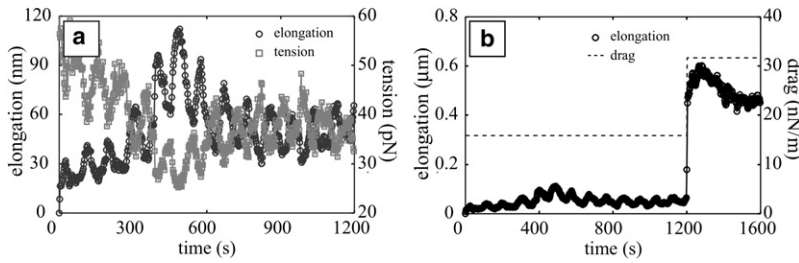 a
elongation
tension
120
90
60
30
0
elongation (nm)
60
50
40
30
20
tension (pN)
0
300
600
900
1200
time (s)
b
elongation
drag
0.8
0.6
0.4
0.2
0
elongation (μm)
40
30
20
10
0
drag (nN/m)
0
400
800
1200
1600
time (s)